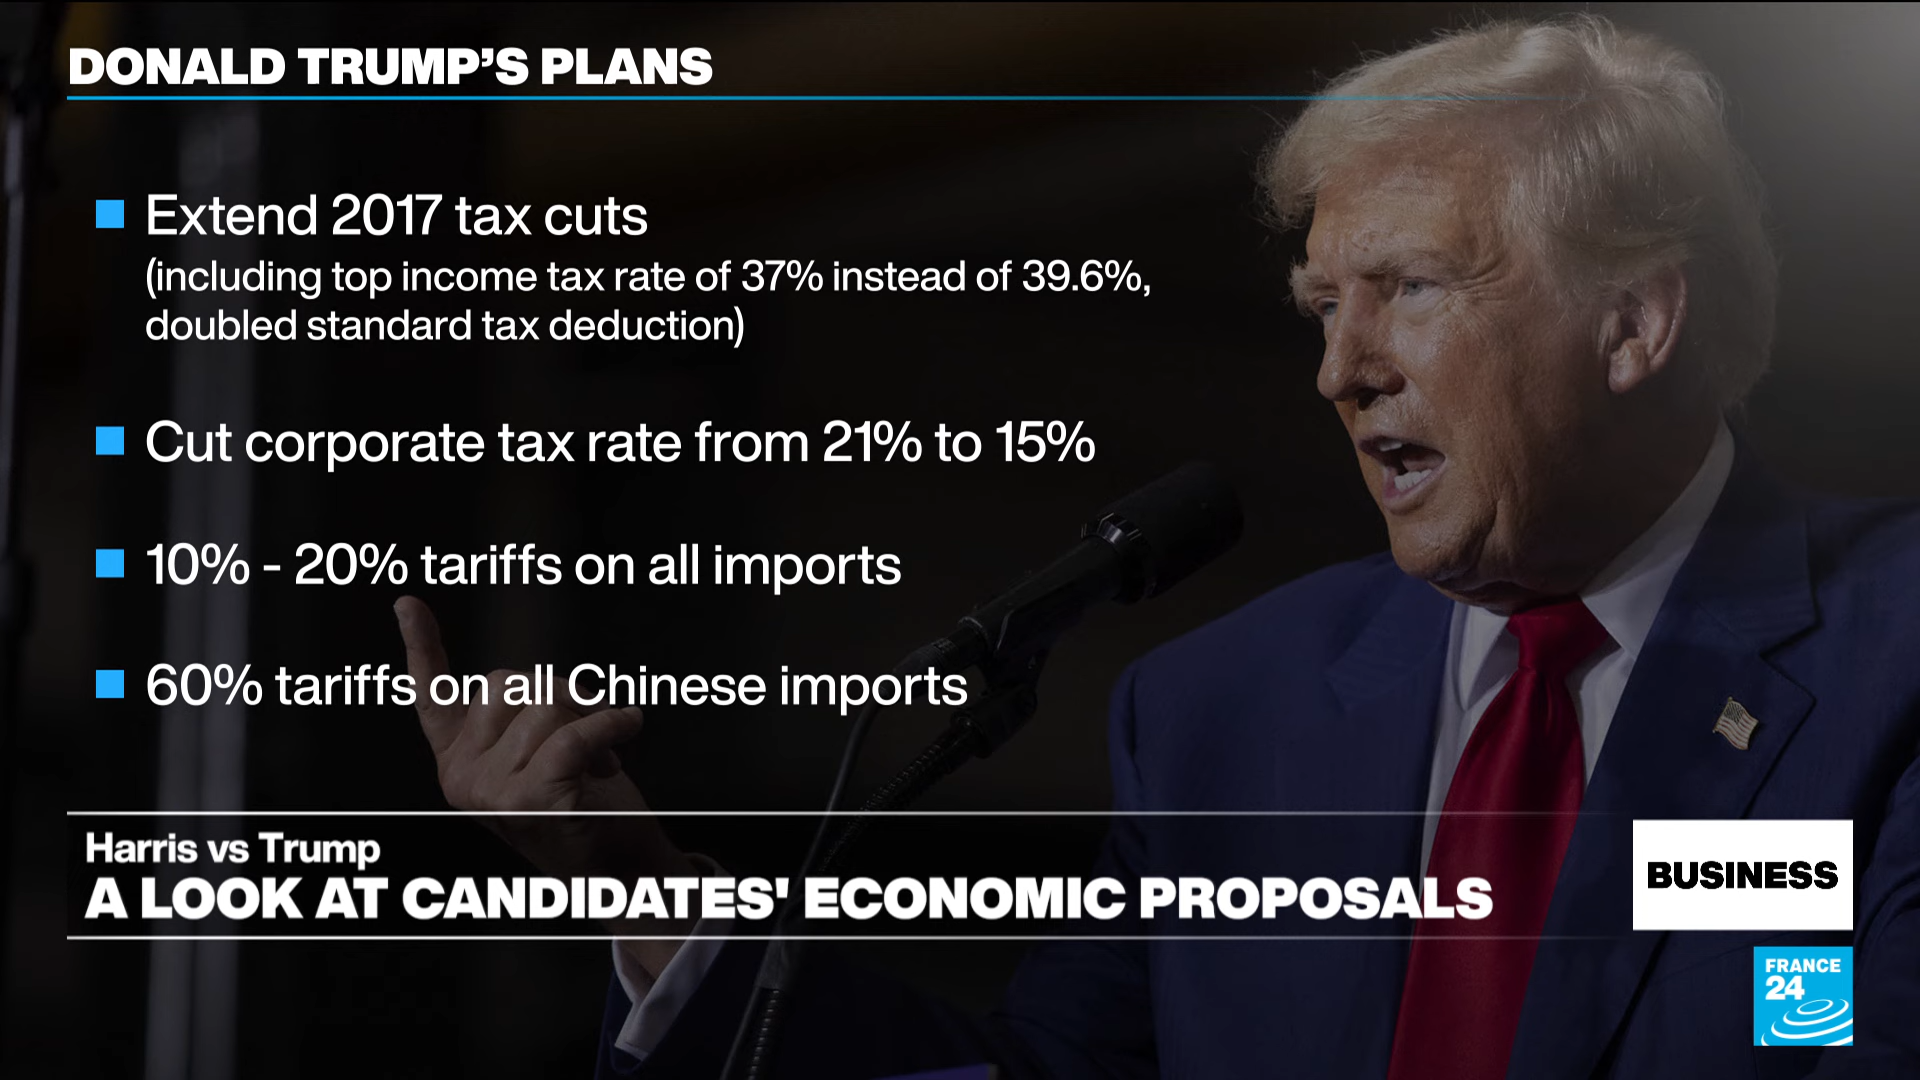 DONALD TRUMP’S PLANS
Extend 2017 tax cuts
(including top income tax rate of 37% instead of 39.6%,
doubled standard tax deduction)
Cut corporate tax rate from 21% to 15%
10% - 20% tariffs on all imports
60% tariffs on all Chinese imports
Harris vs Trump
A LOOK AT CANDIDATES' ECONOMIC PROPOSALS
BUSINESS
FRANCE
24